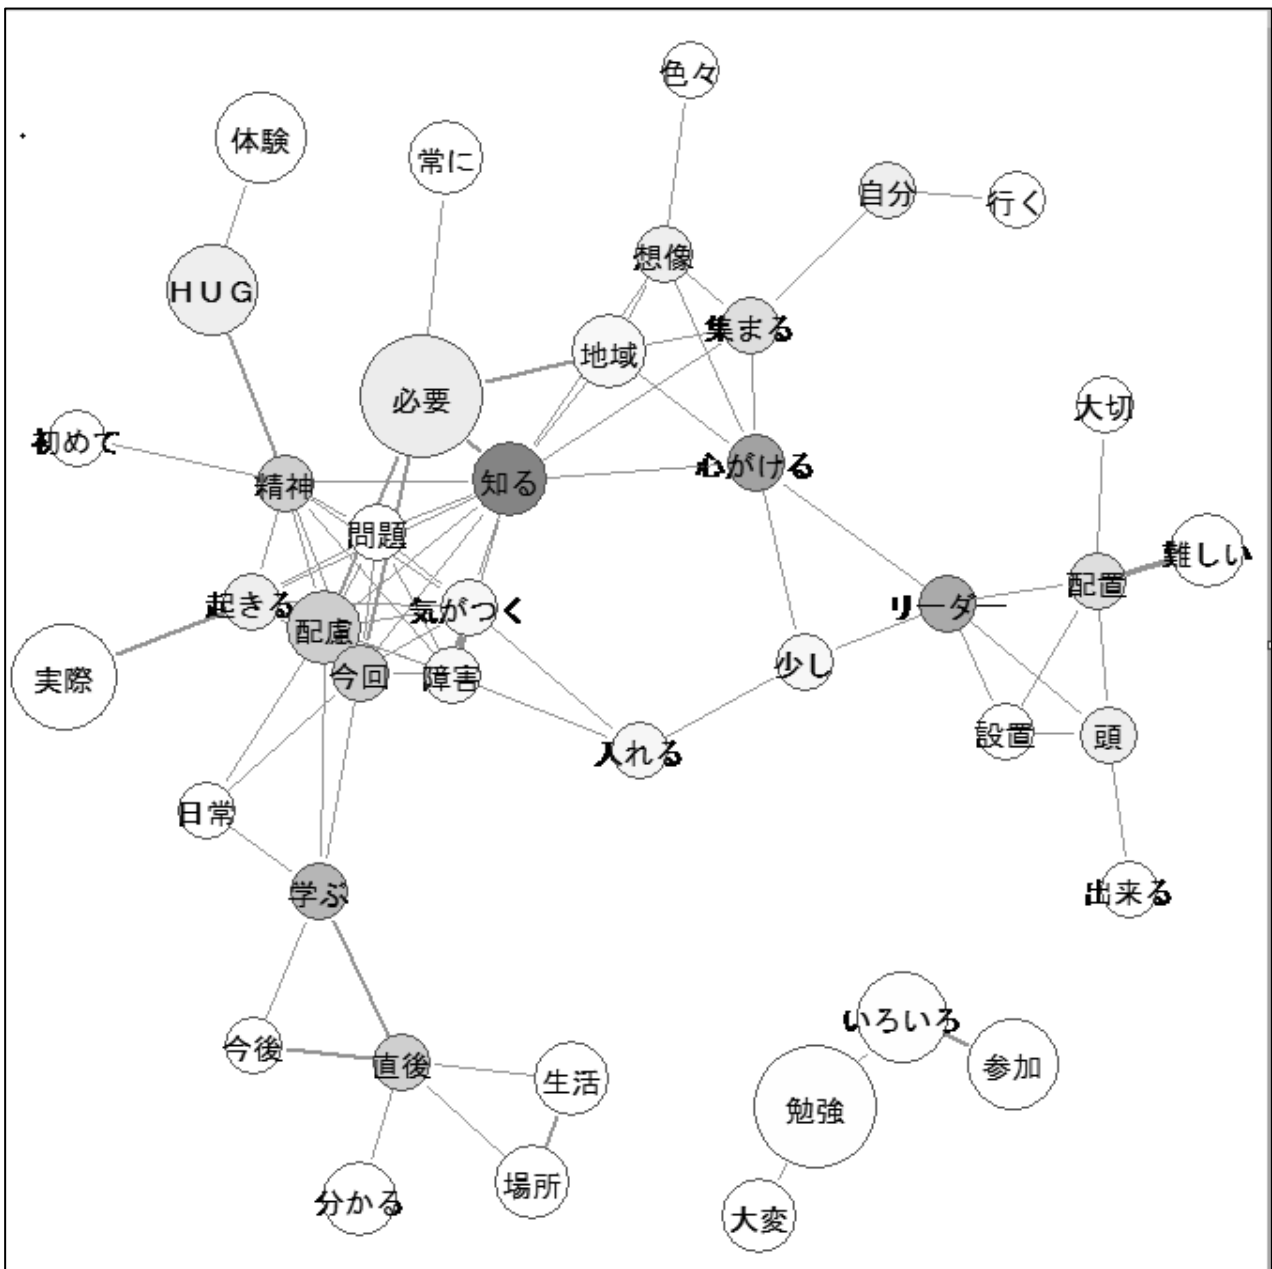 色々
体験
常に
自分
行く
想像
HUG
集まる
地域
必要
大切
初めて
精神
知る
心がける
問題
難しい
配置
起きる
気がつく
リーダー
配慮
今回
障害
少し
実際
設置
頭
入れる
日常
学ぶ
出来る
いろいろ
今後
直後
生活
参加
勉強
場所
分かる
大変